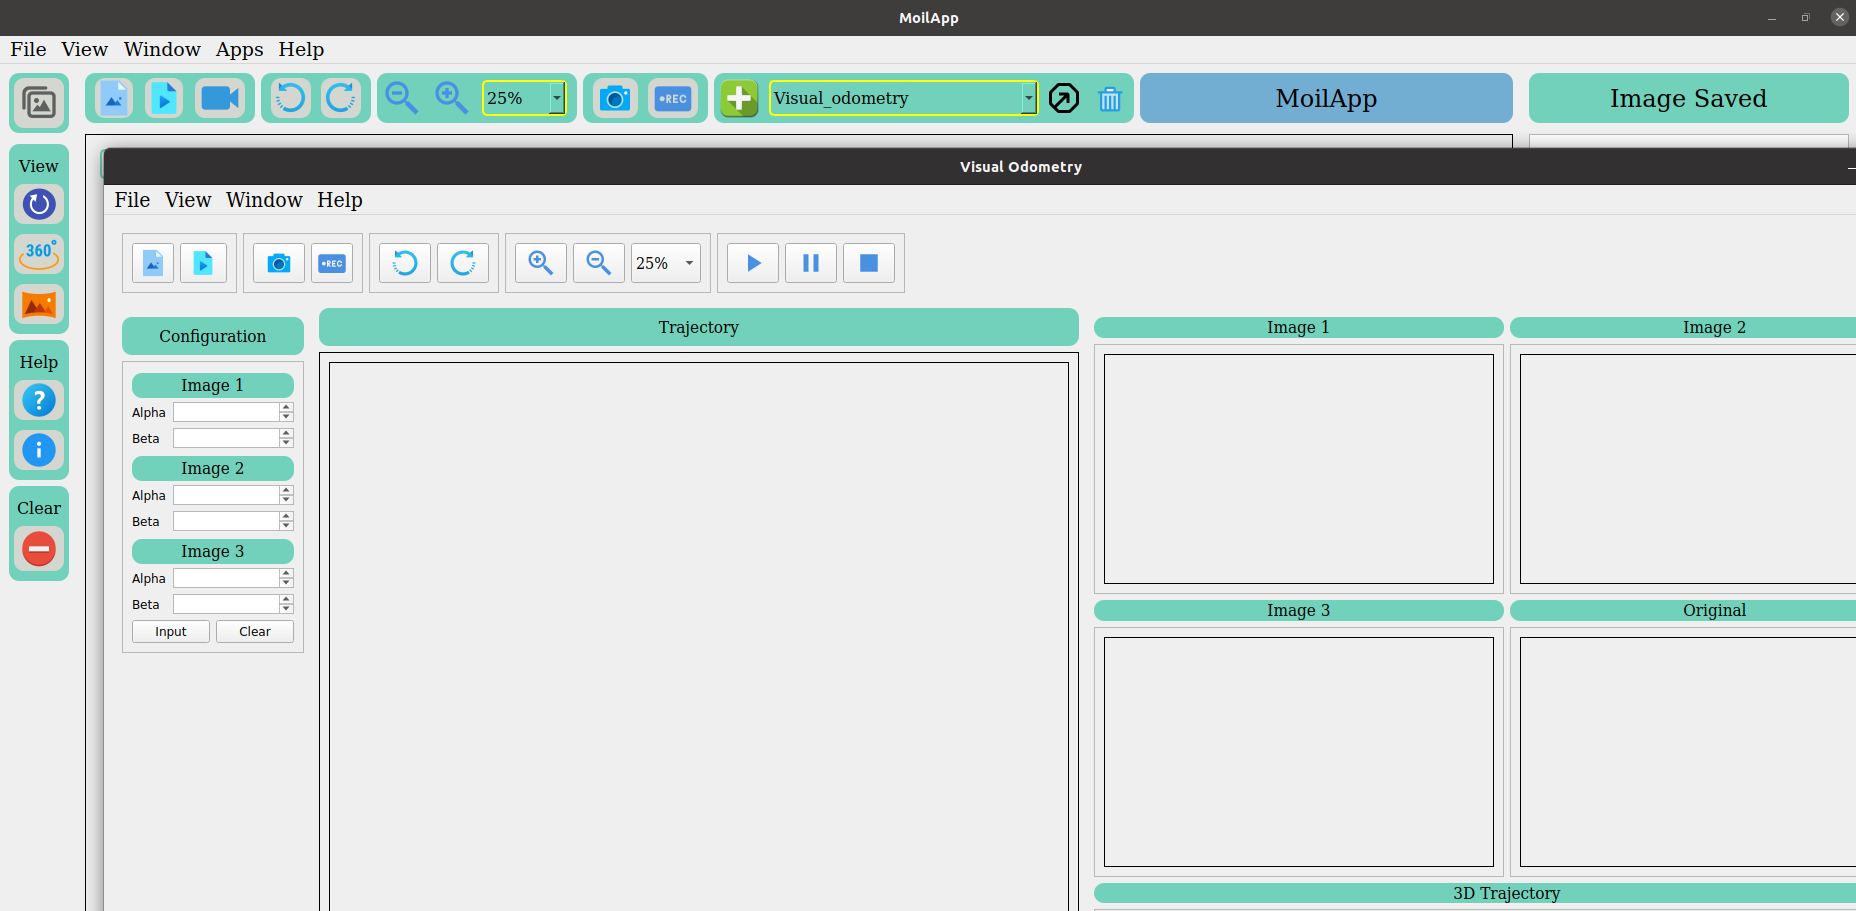 MoilApp
File View Window Apps Help
25%
REC
Visual_odometry
MoilApp
Image Saved
View
360°
Help
?
i
Clear
Visual Odometry
File View Window Help
REC
25%
Configuration
Image 1
Alpha
Beta
Image 2
Alpha
Beta
Image 3
Alpha
Beta
Input Clear
Trajectory
Image 1
Image 2
Image 3
Original
3D Trajectory